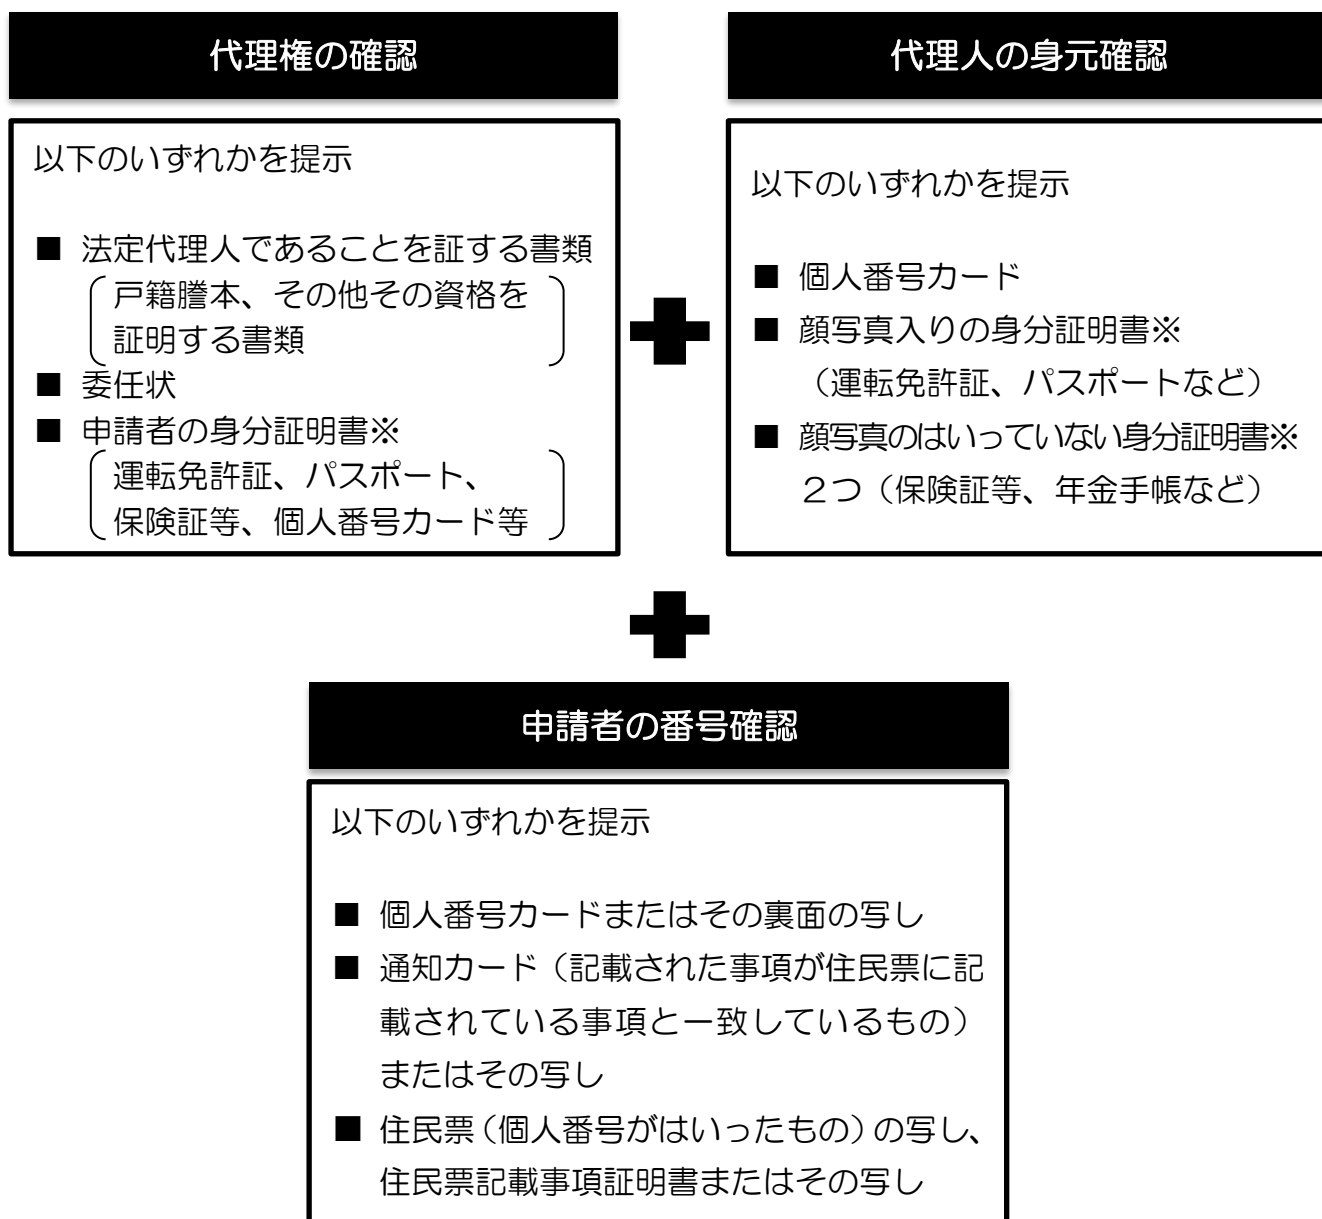 代理権の確認
以下のいずれかを提示
■ 法定代理人であることを証する書類
戸籍謄本、その他その資格を
証明する書類
■ 委任状
■ 申請者の身分証明書※
運転免許証、パスポート、
保険証等、個人番号カード等
代理人の身元確認
以下のいずれかを提示
■ 個人番号カード
■ 顔写真入りの身分証明書※
（運転免許証、パスポートなど）
■ 顔写真のはいっていない身分証明書※
２つ（保険証等、年金手帳など）
申請者の番号確認
以下のいずれかを提示
■ 個人番号カードまたはその裏面の写し
■ 通知カード（記載された事項が住民票に記
載されている事項と一致しているもの）
またはその写し
■ 住民票（個人番号がはいったもの）の写し、
住民票記載事項証明書またはその写し